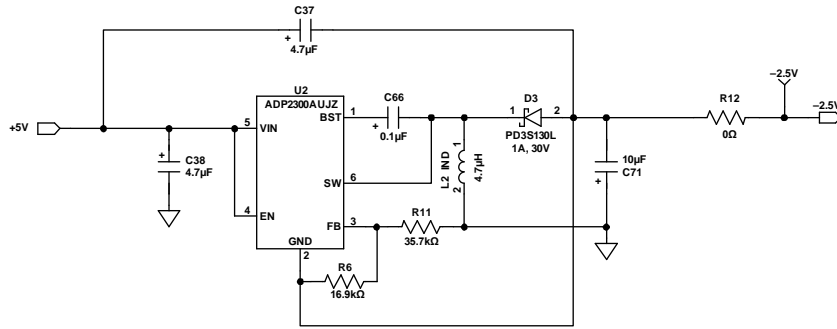 C37
+
4.7µF
U2
ADP2300AUJZ
+5V
5
VIN
BST
1
C66
+
0.1µF
1
D3
2
PD3S130L
1A, 30V
R12
0Ω
–2.5V
–2.5V
+
C38
4.7µF
SW
6
L2 IND
1
2
4.7µH
10µF
C71
+
4
EN
FB
3
R11
35.7kΩ
GND
2
R6
16.9kΩ